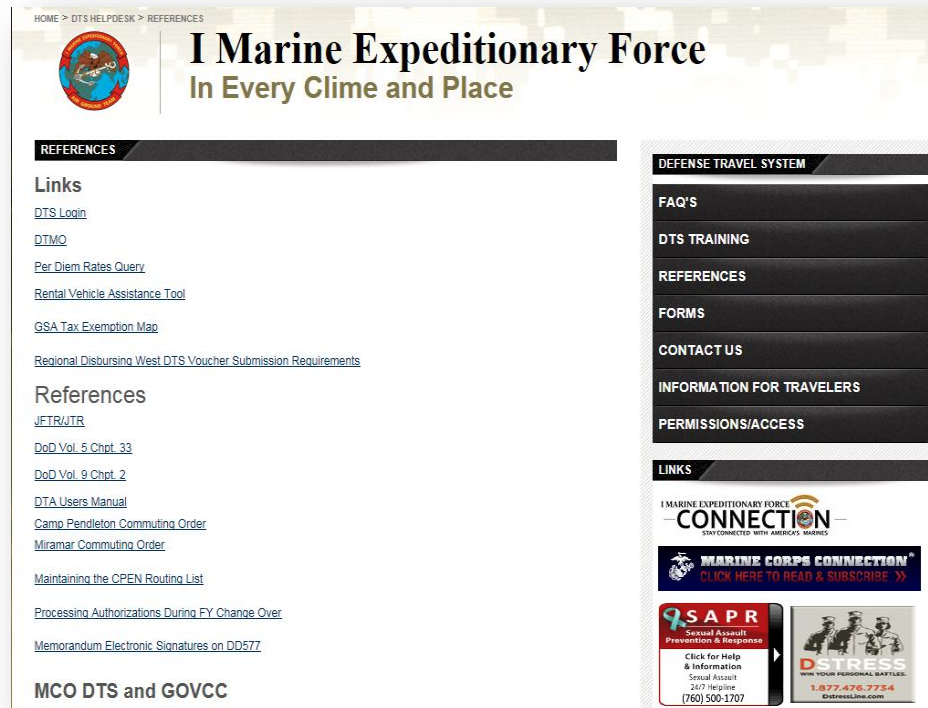 HOME > DTS HELPDESK > REFERENCES
I Marine Expeditionary Force
In Every Clime and Place
REFERENCES
Links
DTS Login
DTMO
Per Diem Rates Query
Rental Vehicle Assistance Tool
GSA Tax Exemption Map
Regional Disbursing West DTS Voucher Submission Requirements
References
JFTR/JTR
DoD Vol. 5 Chpt. 33
DoD Vol. 9 Chpt. 2
DTA Users Manual
Camp Pendleton Commuting Order
Miramar Commuting Order
Maintaining the CPEN Routing List
Processing Authorizations During FY Change Over
Memorandum Electronic Signatures on DD577
MCO DTS and GOVCC
DEFENSE TRAVEL SYSTEM
FAQ'S
DTS TRAINING
REFERENCES
FORMS
CONTACT US
INFORMATION FOR TRAVELERS
PERMISSIONS/ACCESS
LINKS
I MARINE EXPEDITIONARY FORCE
CONNECTION
STAY CONNECTED WITH AMERICA'S MARINES
MARINE CORPS CONNECTION®
CLICK HERE TO READ & SUBSCRIBE »
SAPR
Sexual Assault
Prevention & Response
Click for Help
& Information
Sexual Assault
24/7 Helpline
(760) 500-1707
DSTRESS
WIN YOUR PERSONAL BATTLES.
1.877.476.7734
DstressLine.com